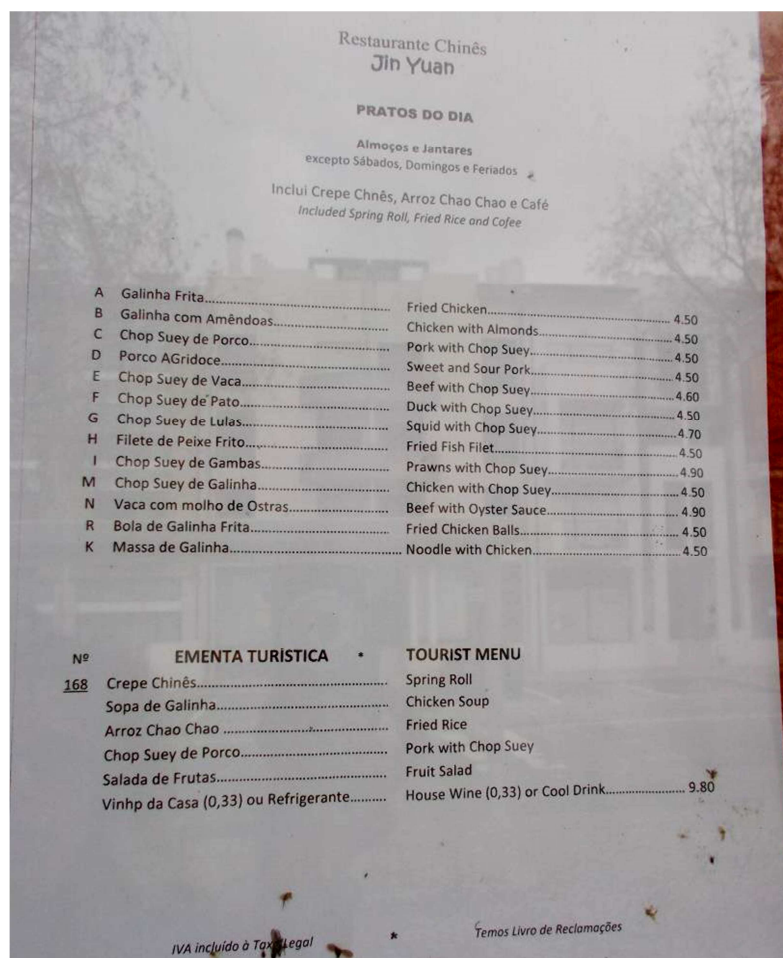 Restaurante Chinês
Jin Yuan
PRATOS DO DIA
Almoços e Jantares
excepto Sábados, Domingos e Feriados
Inclui Crepe Chnês, Arroz Chao Chao e Café
Included Spring Roll, Fried Rice and Cofee
A Galinha Frita Fried Chicken 4.50
B Galinha com Amêndoas Chicken with Almonds 4.50
C Chop Suey de Porco Pork with Chop Suey 4.50
D Porco AGridoce Sweet and Sour Pork 4.50
E Chop Suey de Vaca Beef with Chop Suey 4.60
F Chop Suey de Pato Duck with Chop Suey 4.50
G Chop Suey de Lulas Squid with Chop Suey 4.70
H Filete de Peixe Frito Fried Fish Filet 4.50
I Chop Suey de Gambas Prawns with Chop Suey 4.90
M Chop Suey de Galinha Chicken with Chop Suey 4.50
N Vaca com molho de Ostras Beef with Oyster Sauce 4.90
R Bola de Galinha Frita Fried Chicken Balls 4.50
K Massa de Galinha Noodle with Chicken 4.50
Nº EMENTA TURÍSTICA * TOURIST MENU
168 Crepe Chinês Spring Roll
Sopa de Galinha Chicken Soup
Arroz Chao Chao Fried Rice
Chop Suey de Porco Pork with Chop Suey
Salada de Frutas Fruit Salad
Vinhp da Casa (0,33) ou Refrigerante House Wine (0,33) or Cool Drink 9.80
IVA incluído à Taxa Legal * Temos Livro de Reclamações